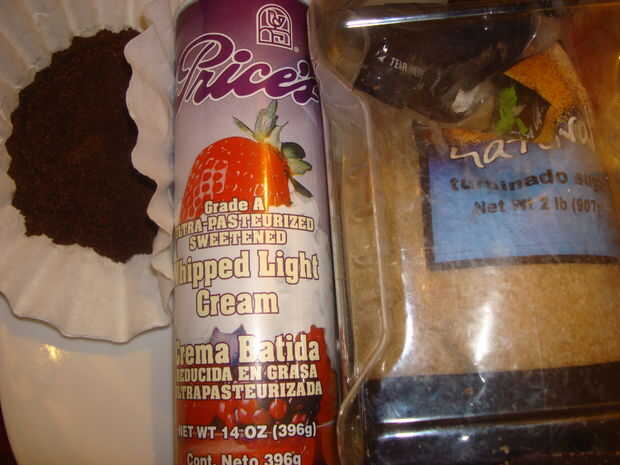 Price's
Grade A
ULTRA-PASTEURIZED
SWEETENED
Whipped Light
Cream
Crema Batida
REDUCIDA EN GRASA
ULTRAPASTEURIZADA
NET WT 14 OZ (396g)
Cont. Neto 396g
turbinado sugar
Net Wt 2 lb (907g